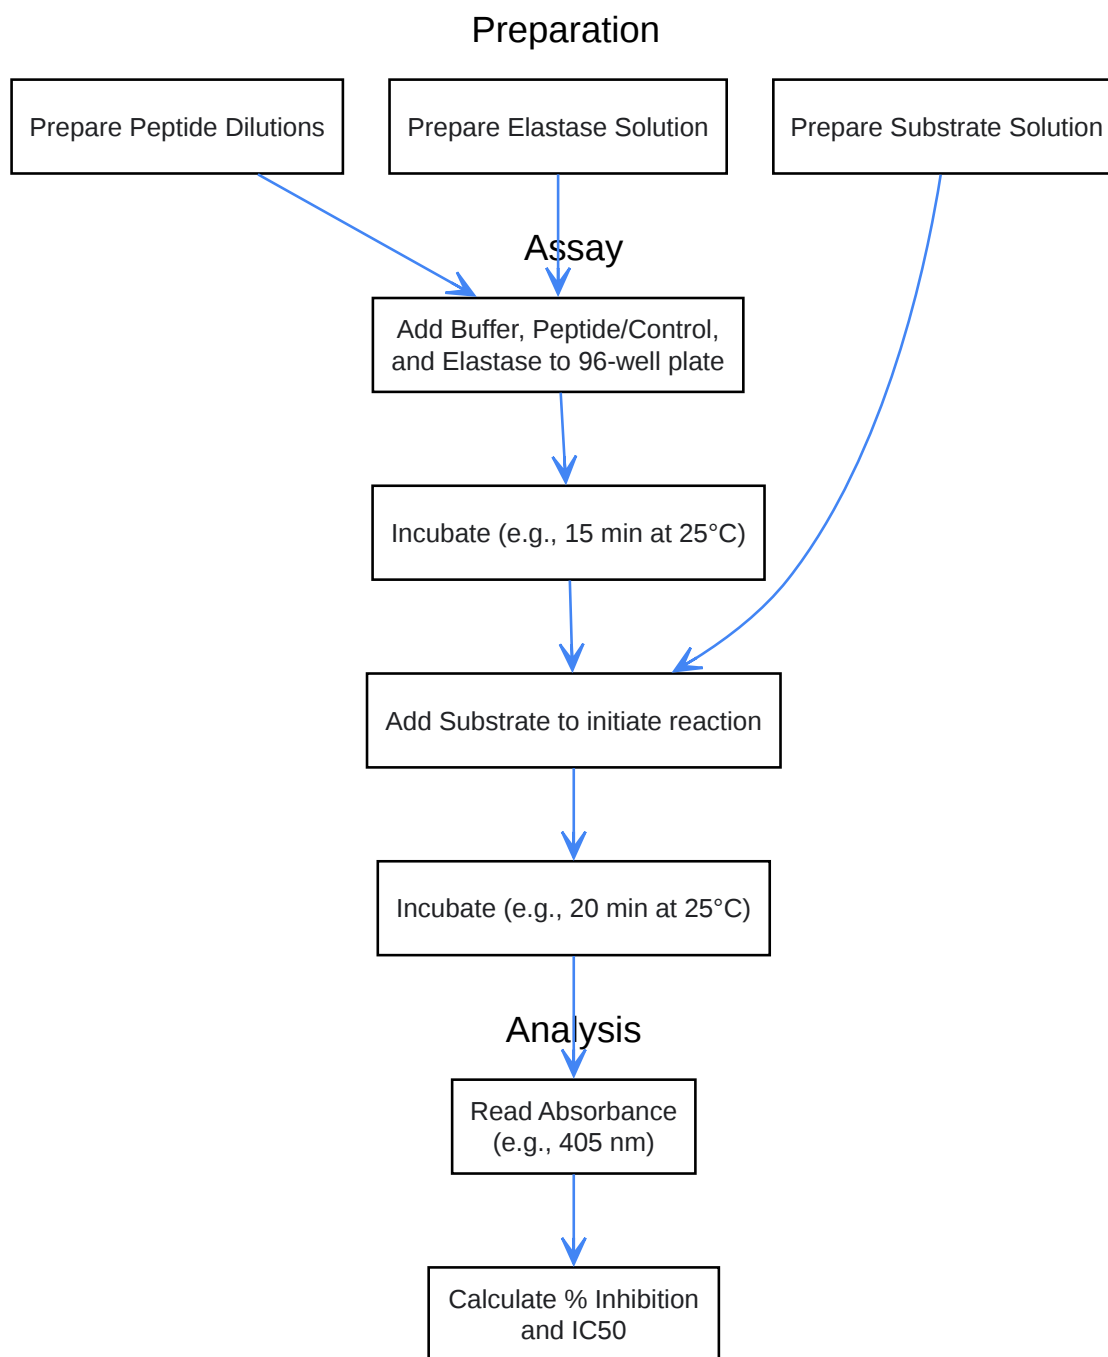 Preparation
Prepare Peptide Dilutions
Prepare Elastase Solution
Prepare Substrate Solution
Assay
Add Buffer, Peptide/Control,
and Elastase to 96-well plate
Incubate (e.g., 15 min at 25°C)
Add Substrate to initiate reaction
Incubate (e.g., 20 min at 25°C)
Analysis
Read Absorbance
(e.g., 405 nm)
Calculate % Inhibition
and IC50